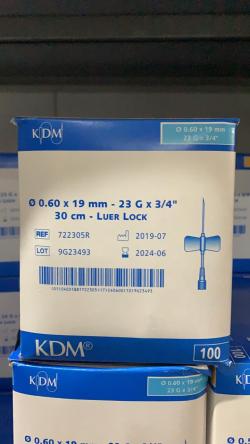 KDM
Ø 0.60 x 19 mm
23 G x 3/4"
Ø 0.60 x 19 mm - 23 G x 3/4"
30 cm - LUER LOCK
REF 722305R 2019-07
LOT 9G23493 2024-06
KDM®
100
KDM
Ø 0.60 x 19 mm
23 G x 3/4"